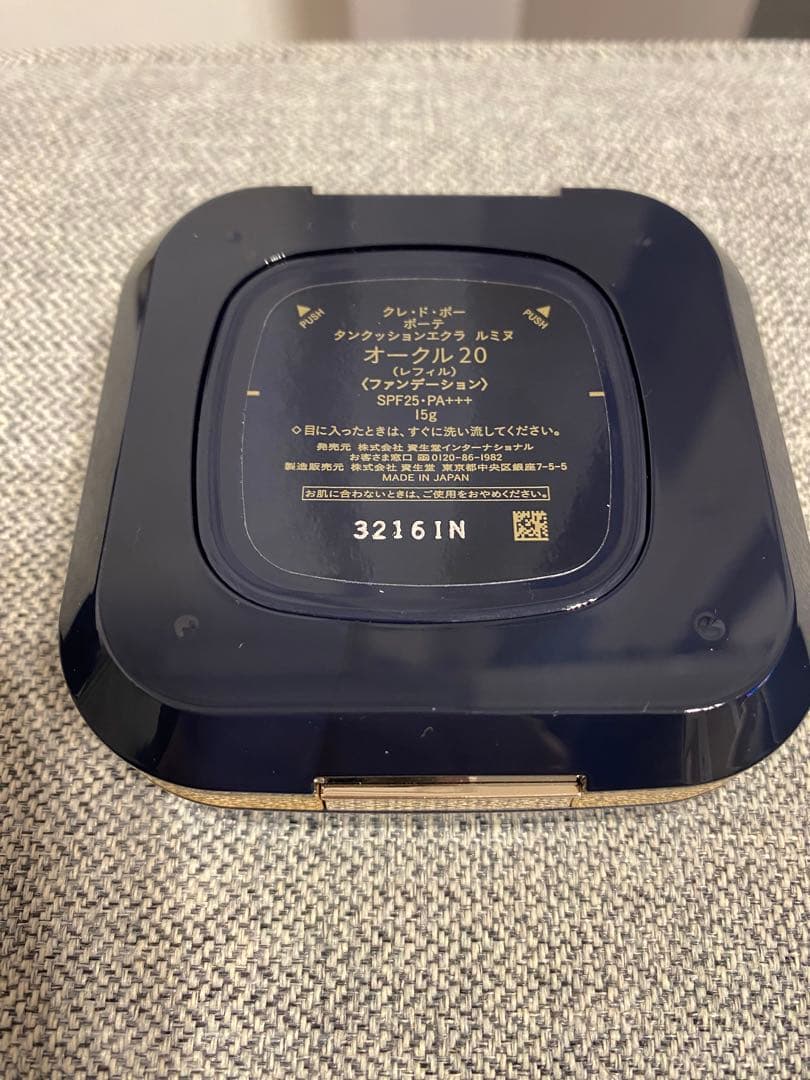 PUSH
PUSH
クレ・ド・ポー
ボーテ
タンクッションエクラ ルミヌ
オークル20
(レフィル)
〈ファンデーション〉
SPF25・PA+++
15g
◇目に入ったときは、すぐに洗い流してください。
発売元 株式会社 資生堂インターナショナル
お客さま窓口 0120-86-1982
製造販売元 株式会社 資生堂 東京都中央区銀座7-5-5
MADE IN JAPAN
お肌に合わないときは、ご使用をおやめください。
3216IN